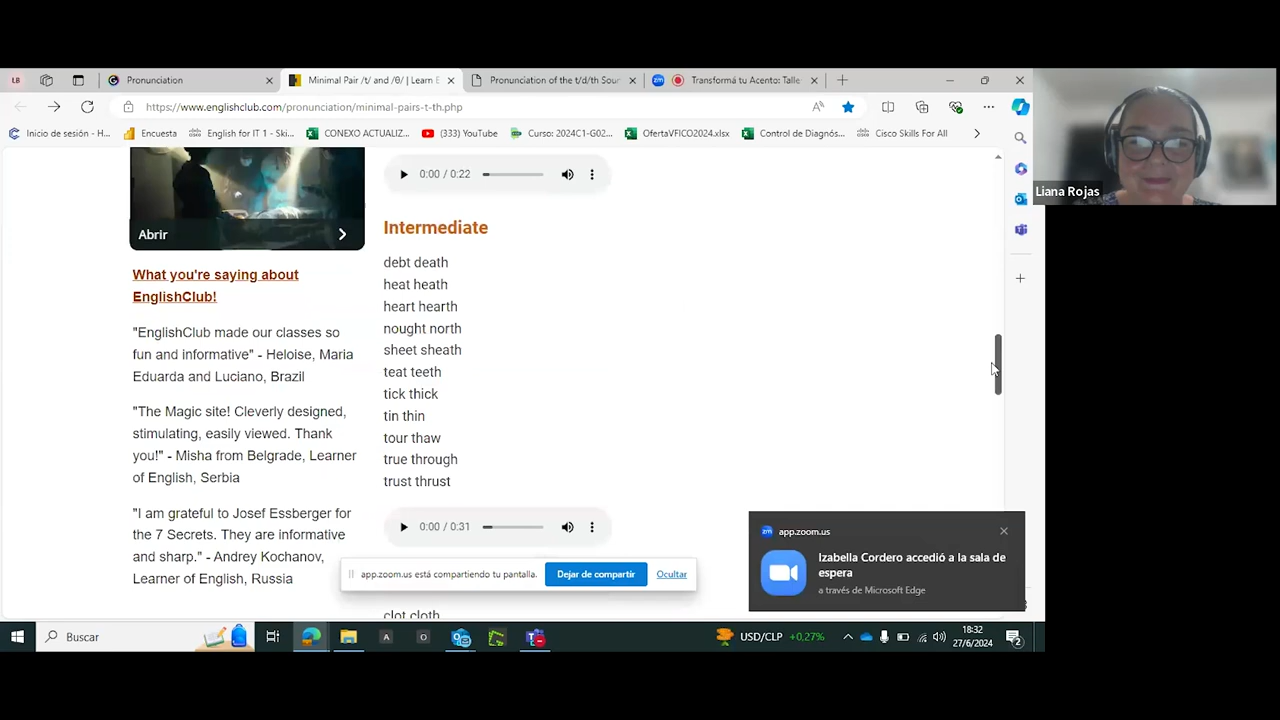 LB
Pronunciation
Minimal Pair /t/ and /θ/ | Learn E
Pronunciation of the t/d/th Soun
Transformá tu Acento: Talle
https://www.englishclub.com/pronunciation/minimal-pairs-t-th.php
Inicio de sesión - H...
Encuesta
English for IT 1 - Ski...
CONEXO ACTUALIZ...
(333) YouTube
Curso: 2024C1-G02...
OfertaVFICO2024.xlsx
Control de Diagnós...
Cisco Skills For All
Liana Rojas
Abrir
What you're saying about
EnglishClub!
"EnglishClub made our classes so
fun and informative" - Heloise, Maria
Eduarda and Luciano, Brazil
"The Magic site! Cleverly designed,
stimulating, easily viewed. Thank
you!" - Misha from Belgrade, Learner
of English, Serbia
"I am grateful to Josef Essberger for
the 7 Secrets. They are informative
and sharp." - Andrey Kochanov,
Learner of English, Russia
0:00 / 0:22
Intermediate
debt death
heat heath
heart hearth
nought north
sheet sheath
teat teeth
tick thick
tin thin
tour thaw
true through
trust thrust
0:00 / 0:31
app.zoom.us está compartiendo tu pantalla.
Dejar de compartir
Ocultar
clot cloth
zm
app.zoom.us
Izabella Cordero accedió a la sala de
espera
a través de Microsoft Edge
Buscar
A
O
USD/CLP +0,27%
18:32
27/6/2024
2